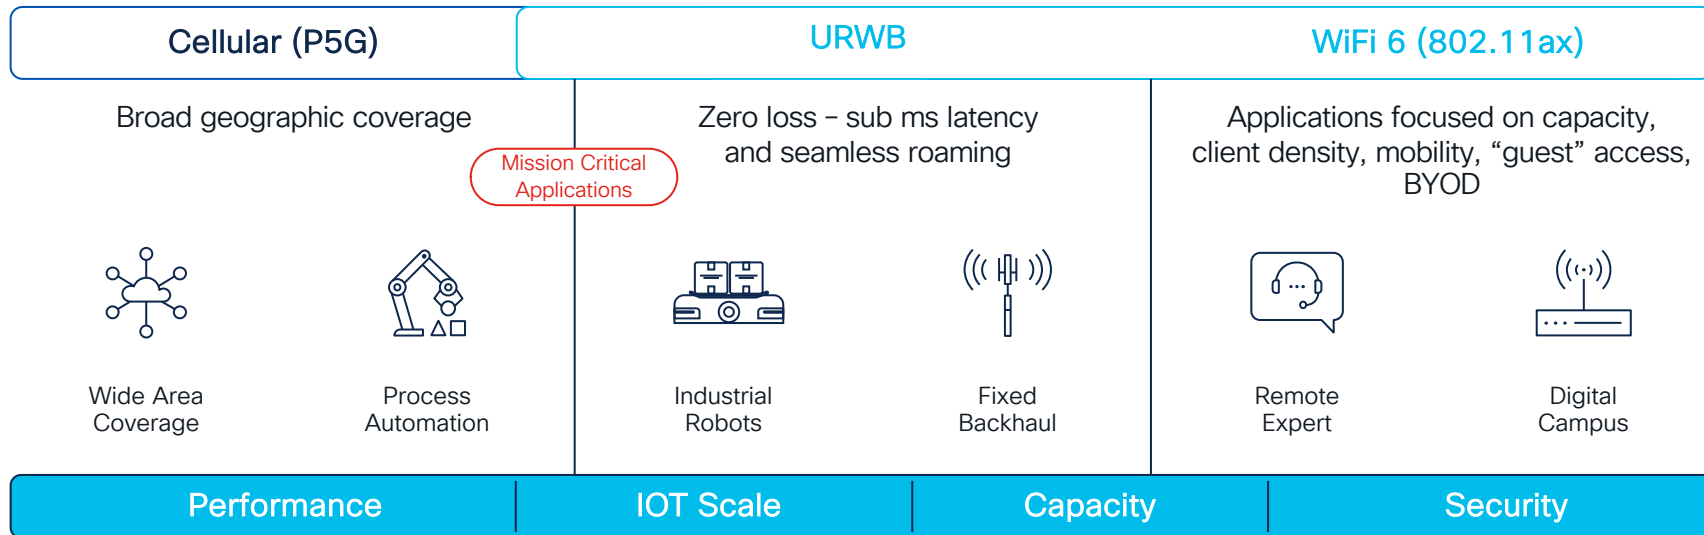 Cellular (P5G)
URWB
WiFi 6 (802.11ax)
Broad geographic coverage
Mission Critical
Applications
Zero loss – sub ms latency
and seamless roaming
Applications focused on capacity,
client density, mobility, “guest” access,
BYOD
Wide Area
Coverage
Process
Automation
Industrial
Robots
Fixed
Backhaul
Remote
Expert
Digital
Campus
Performance
IOT Scale
Capacity
Security